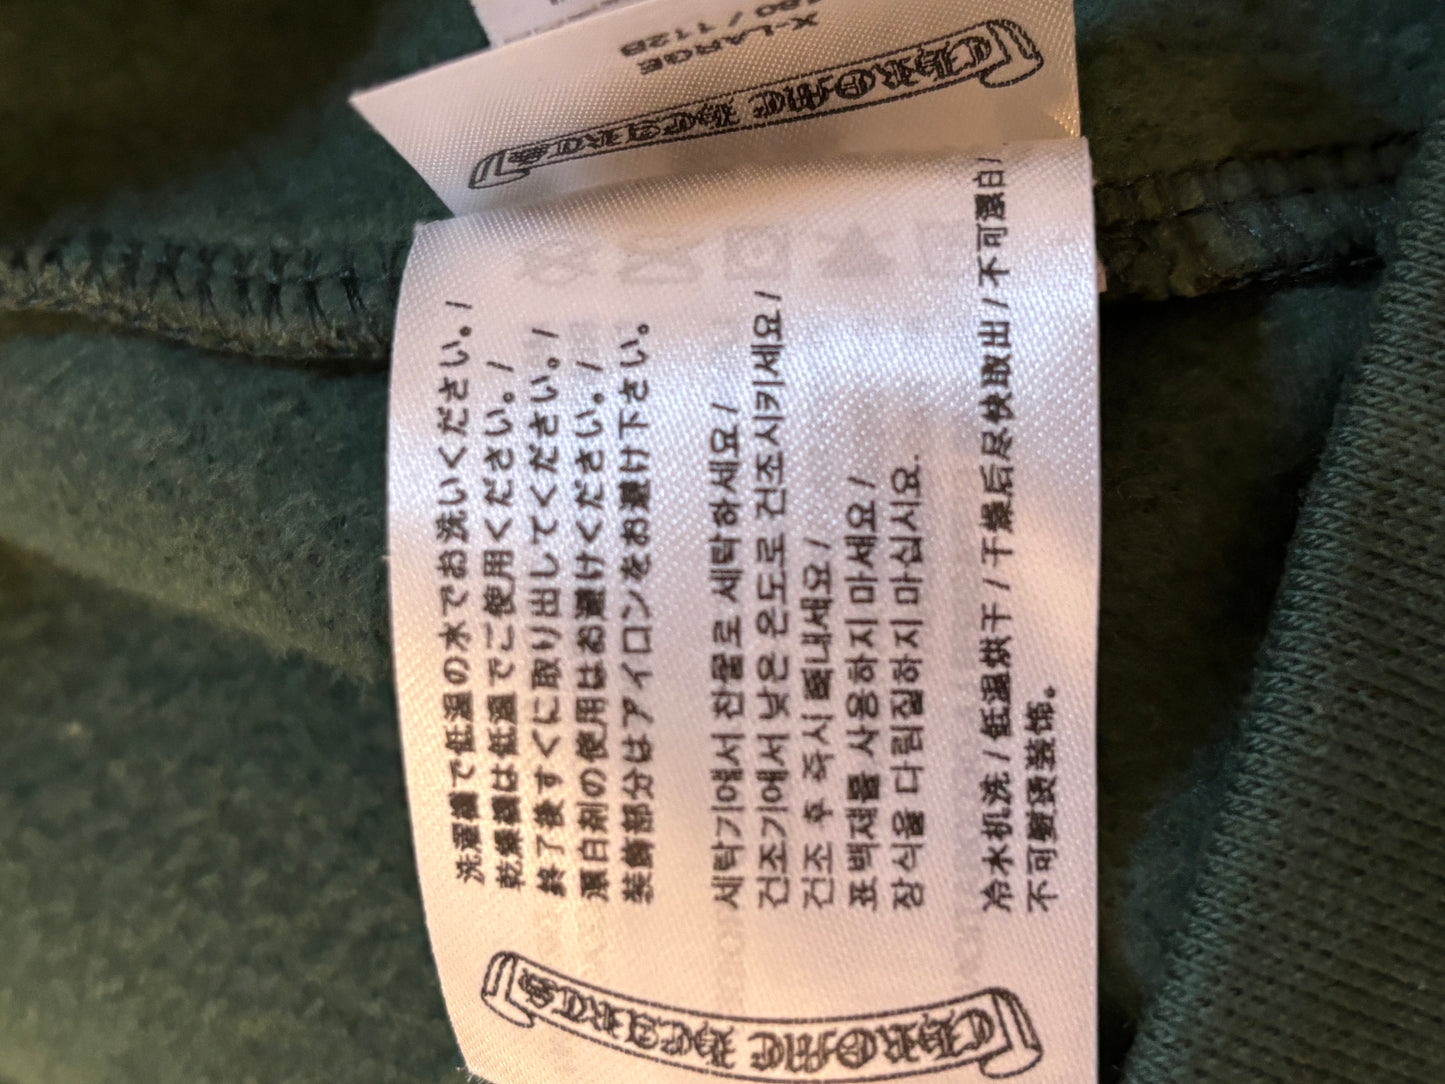 X-LARGE
190 / 112B
CHROME HEARTS
洗濯機で低温の水でお洗いください。/
乾燥機は低温でご使用ください。/
終了後すぐに取り出してください。/
漂白剤の使用はお避けください。/
装飾部分はアイロンをお避け下さい。
세탁기에서 찬물로 세탁하세요 /
건조기에서 낮은 온도로 건조시키세요 /
건조 후 즉시 빼내세요 /
표백제를 사용하지 마세요 /
장식을 다림질하지 마십시요.
冷水机洗 / 低温烘干 / 干燥后尽快取出 / 不可漂白 /
不可熨烫装饰。
CHROME HEARTS